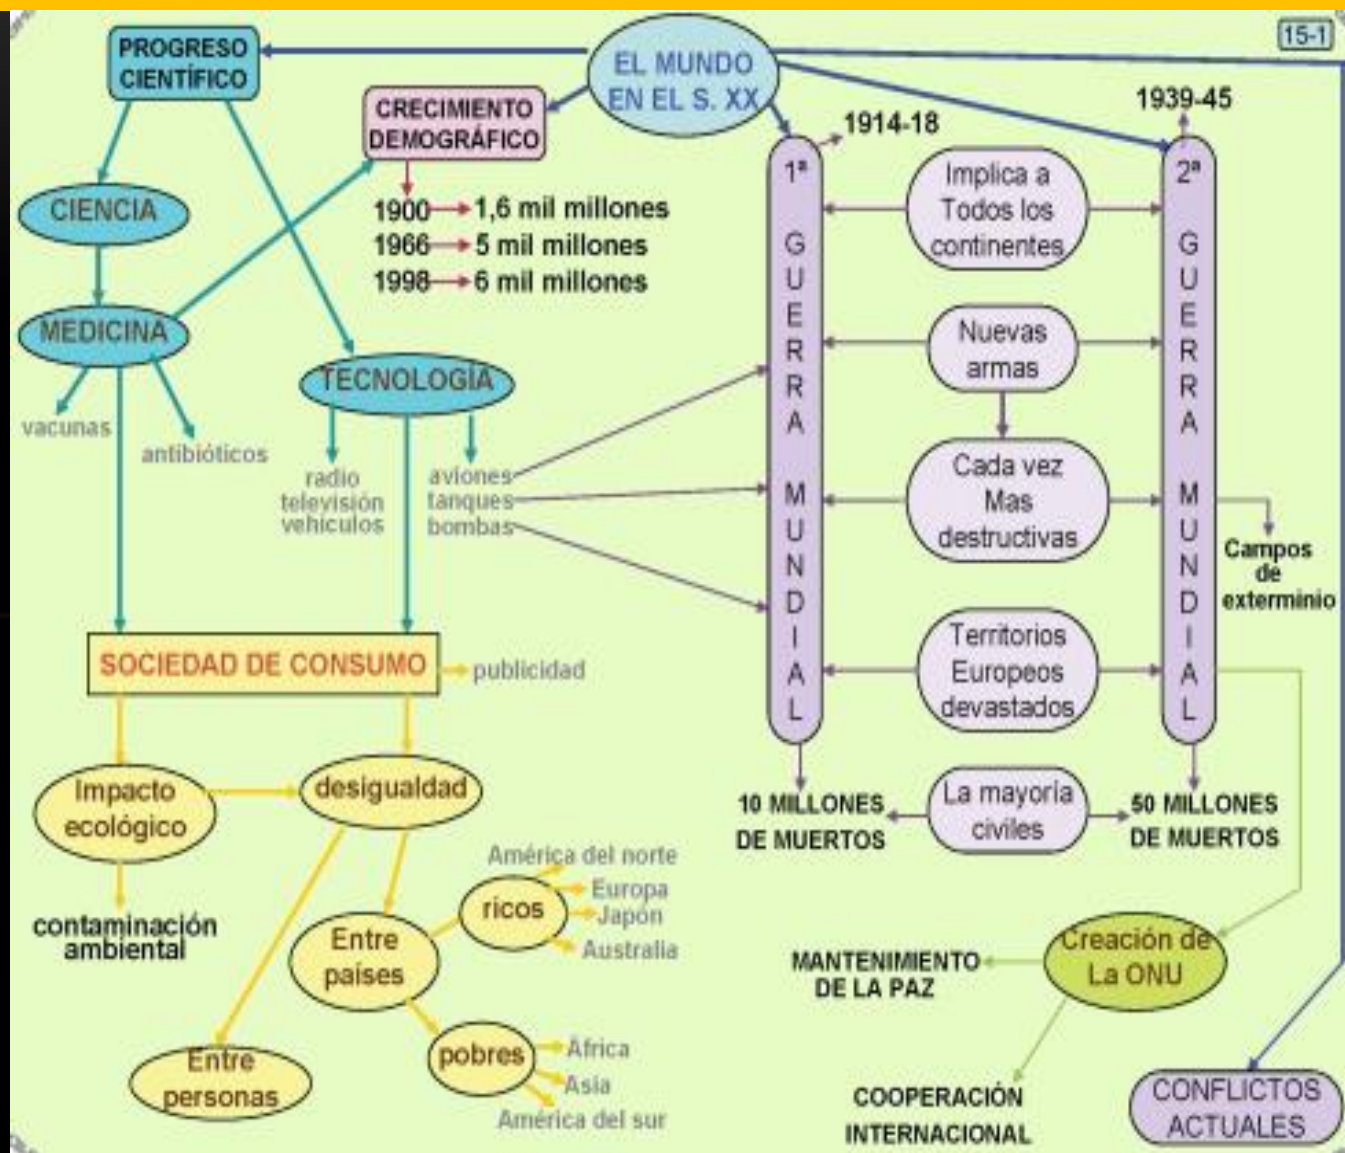 15-1
EL MUNDO
EN EL S. XX
PROGRESO
CIENTÍFICO
CIENCIA
MEDICINA
vacunas
antibióticos
TECNOLOGÍA
radio
televisión
vehículos
aviones
tanques
bombas
CRECIMIENTO
DEMOGRÁFICO
1900 1,6 mil millones
1966 5 mil millones
1998 6 mil millones
SOCIEDAD DE CONSUMO
publicidad
Impacto
ecológico
contaminación
ambiental
desigualdad
Entre
personas
Entre
países
ricos
América del norte
Europa
Japón
Australia
pobres
África
Asia
América del sur
1914-18
1ª GUERRA MUNDIAL
10 MILLONES
DE MUERTOS
Implica a
Todos los
continentes
Nuevas
armas
Cada vez
Mas
destructivas
Territorios
Europeos
devastados
La mayoría
civiles
1939-45
2ª GUERRA MUNDIAL
Campos
de
exterminio
50 MILLONES
DE MUERTOS
Creación de
La ONU
MANTENIMIENTO
DE LA PAZ
COOPERACIÓN
INTERNACIONAL
CONFLICTOS
ACTUALES